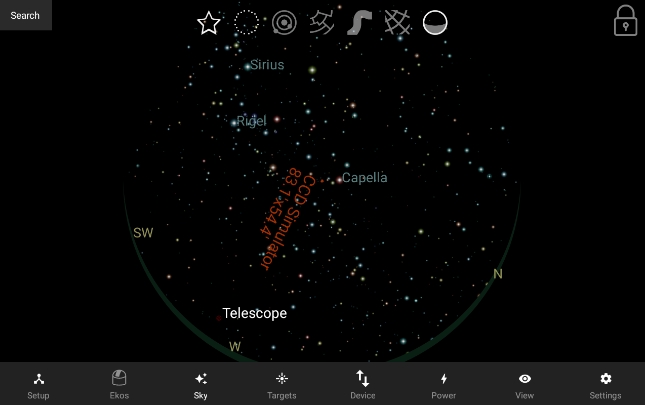 Search
Sirius
Rigel
Capella
CCD Simulator
83.1'x54.4'
SW
N
Telescope
W
Setup
Ekos
Sky
Targets
Device
Power
View
Settings